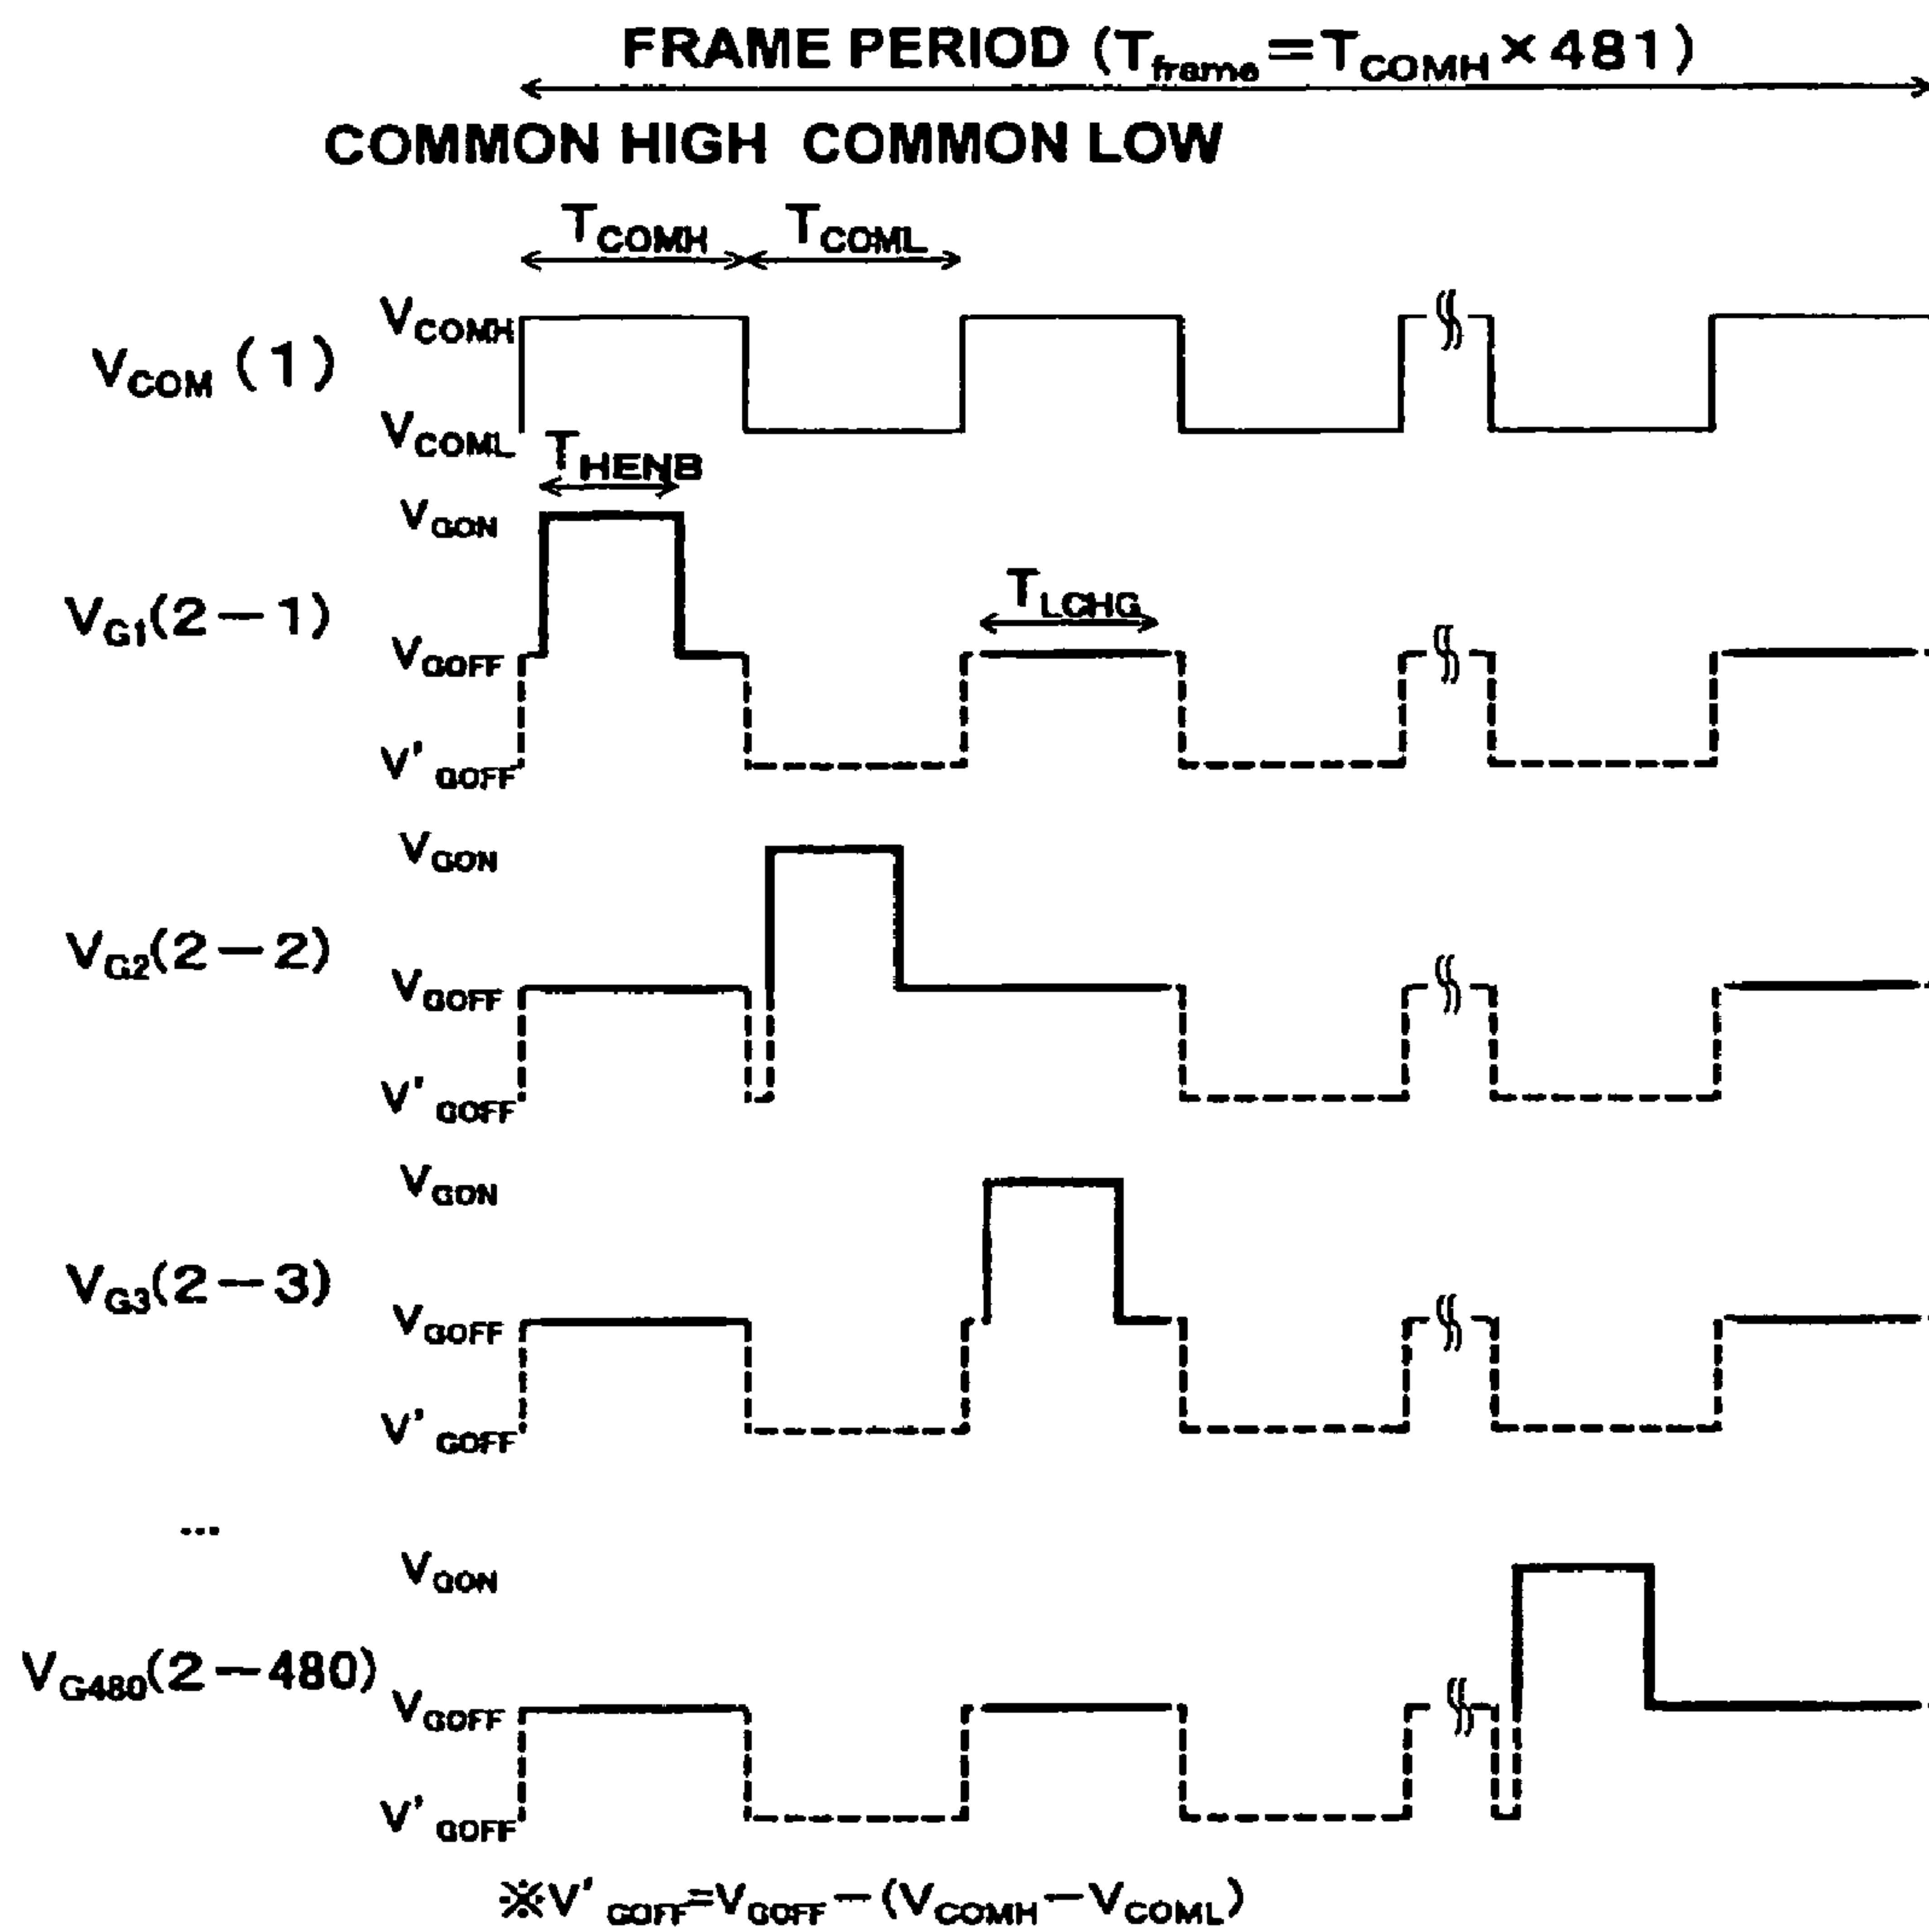 FRAME PERIOD (Tframe=TCOMH×481)
COMMON HIGH COMMON LOW
TCOMH TCOML
VCOM (1)
VCOMH
VCOML
THENB
VG1(2-1)
VGON
VGOFF
V'GOFF
TLCHG
VG2(2-2)
VGON
VGOFF
V'GOFF
VG3(2-3)
VGON
VGOFF
V'GOFF
...
VG480(2-480)
VGON
VGOFF
V'GOFF
※V'GOFF=VGOFF-(VCOMH-VCOML)